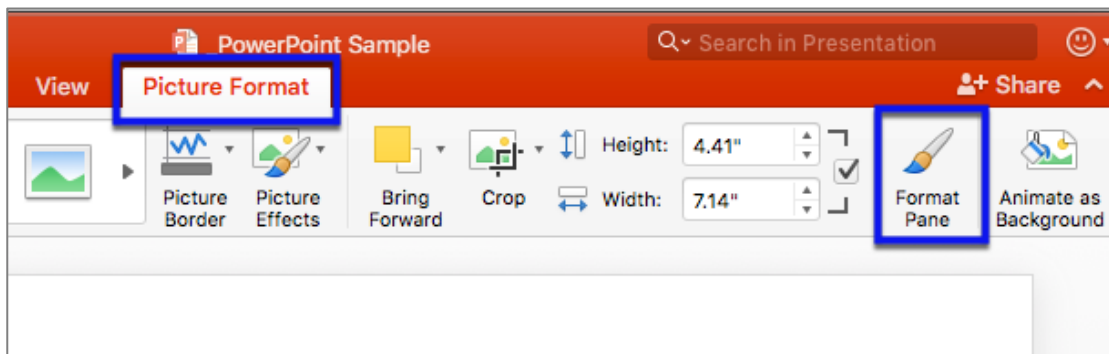 _PowerPoint Sample
Search in Presentation
View
Picture Format
Share
Picture
Border
Picture
Effects
Bring
Forward
Crop
Height:
4.41"
Width:
7.14"
Format
Pane
Animate as
Background